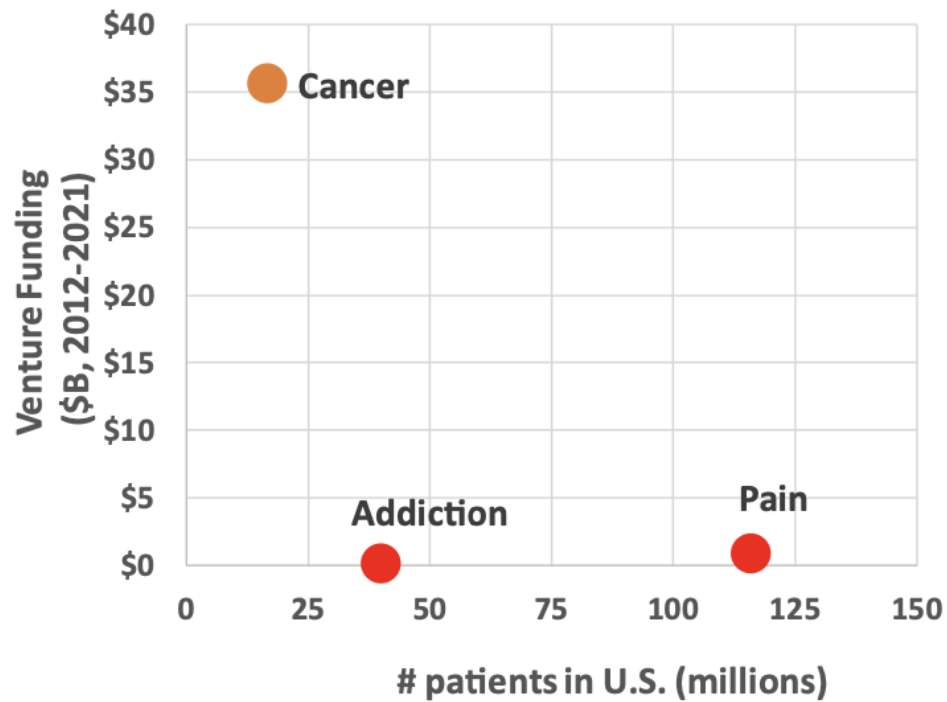 $40
$35
$30
$25
$20
$15
$10
$5
$0
Venture Funding
($B, 2012-2021)
Cancer
Addiction
Pain
0 25 50 75 100 125 150
# patients in U.S. (millions)